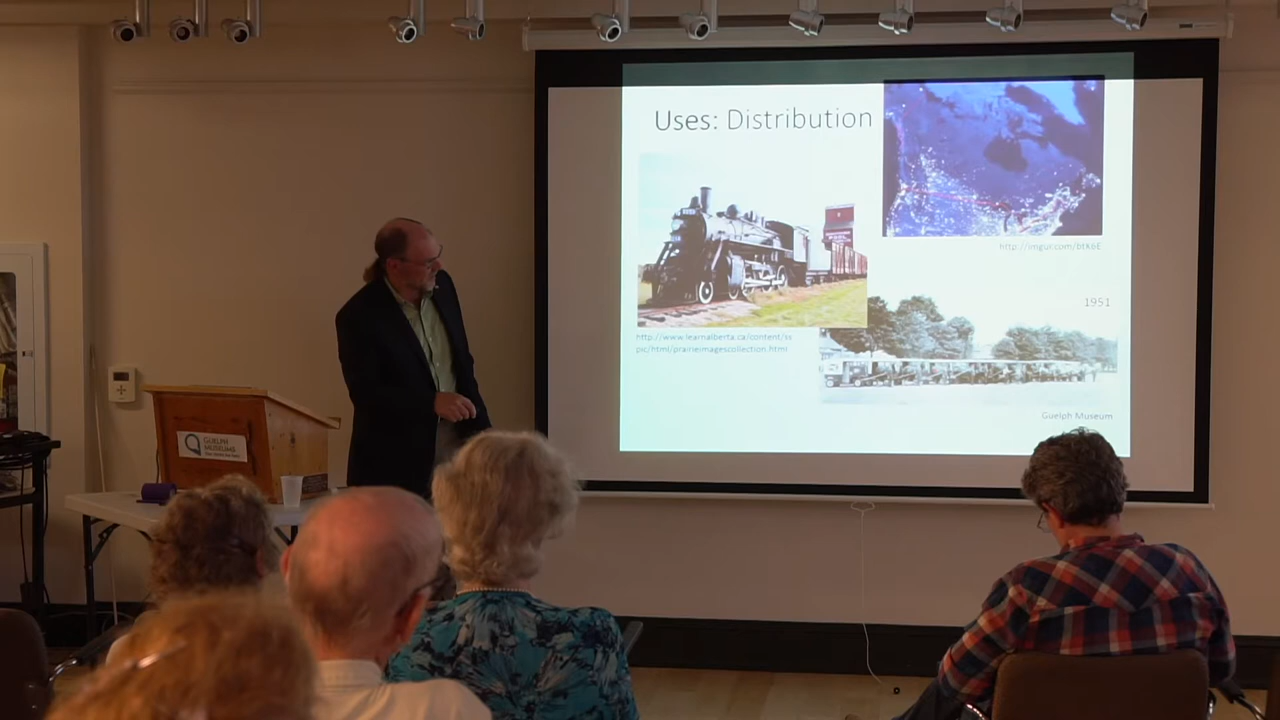 Uses: Distribution
http://imgur.com/btK6E
1951
http://www.learnalberta.ca/content/ss
pic/html/prairieimagescollection.html
Guelph Museum
GUELPH
MUSEUMS